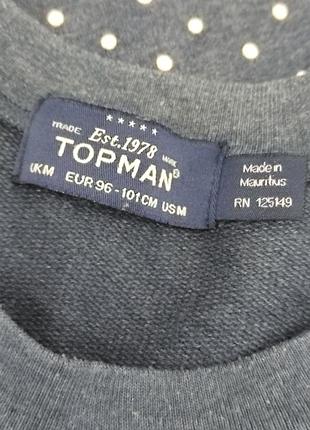 ★★★★★
TRADE Est.1978 MARK
TOPMAN®
UKM EUR 96-101CM USM
Made in
Mauritius
RN 125149